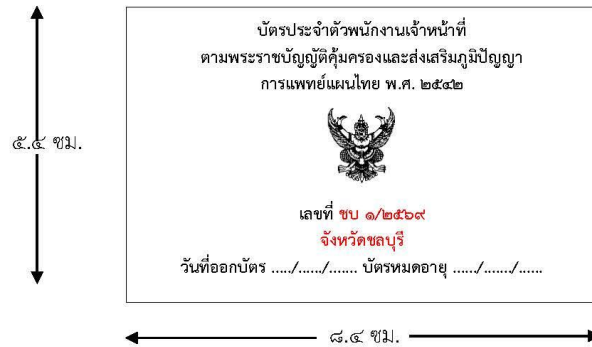 บัตรประจำตัวพนักงานเจ้าหน้าที่
ตามพระราชบัญญัติคุ้มครองและส่งเสริมภูมิปัญญา
การแพทย์แผนไทย พ.ศ. ๒๕๔๒
๕.๔ ซม.
เลขที่ ชบ ๑/๒๕๖๙
จังหวัดชลบุรี
วันที่ออกบัตร ...../....../....... บัตรหมดอายุ ....../......./......
๘.๔ ซม.